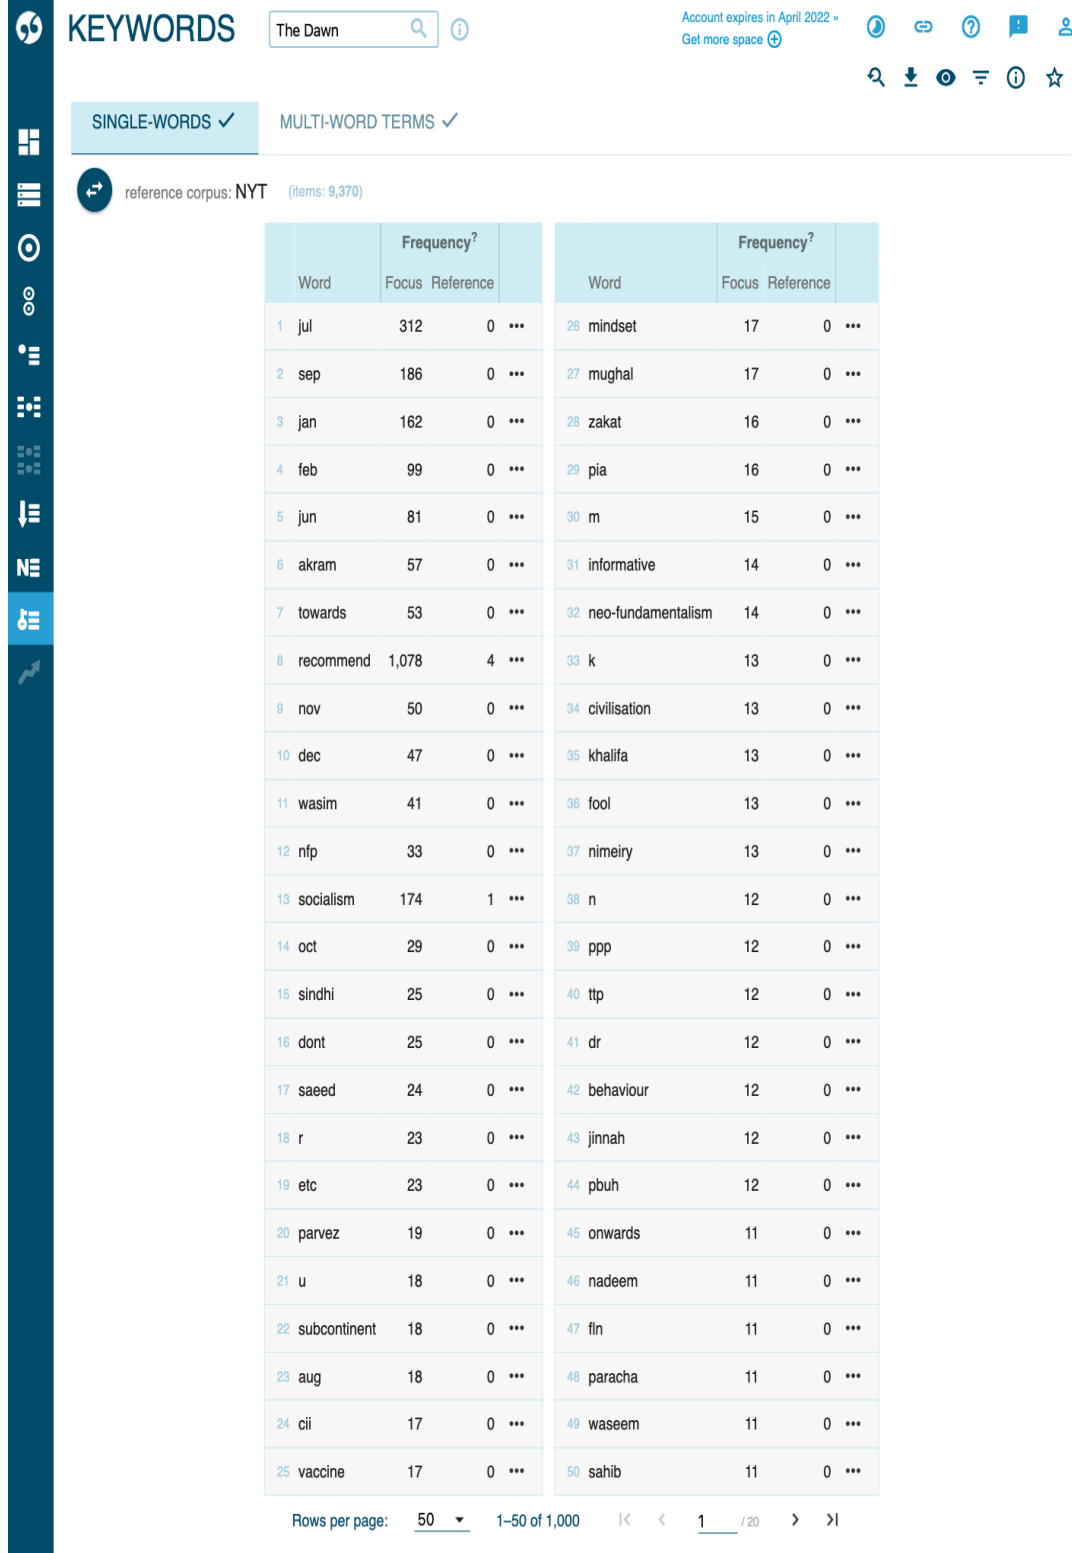 KEYWORDS
The Dawn
Account expires in April 2022 »
Get more space
SINGLE-WORDS ✓
MULTI-WORD TERMS ✓
reference corpus: NYT (items: 9,370)
Frequency?
Word Focus Reference
1 jul 312 0 •••
2 sep 186 0 •••
3 jan 162 0 •••
4 feb 99 0 •••
5 jun 81 0 •••
6 akram 57 0 •••
7 towards 53 0 •••
8 recommend 1,078 4 •••
9 nov 50 0 •••
10 dec 47 0 •••
11 wasim 41 0 •••
12 nfp 33 0 •••
13 socialism 174 1 •••
14 oct 29 0 •••
15 sindhi 25 0 •••
16 dont 25 0 •••
17 saeed 24 0 •••
18 r 23 0 •••
19 etc 23 0 •••
20 parvez 19 0 •••
21 u 18 0 •••
22 subcontinent 18 0 •••
23 aug 18 0 •••
24 cii 17 0 •••
25 vaccine 17 0 •••
Frequency?
Word Focus Reference
26 mindset 17 0 •••
27 mughal 17 0 •••
28 zakat 16 0 •••
29 pia 16 0 •••
30 m 15 0 •••
31 informative 14 0 •••
32 neo-fundamentalism 14 0 •••
33 k 13 0 •••
34 civilisation 13 0 •••
35 khalifa 13 0 •••
36 fool 13 0 •••
37 nimeiry 13 0 •••
38 n 12 0 •••
39 ppp 12 0 •••
40 ttp 12 0 •••
41 dr 12 0 •••
42 behaviour 12 0 •••
43 jinnah 12 0 •••
44 pbuh 12 0 •••
45 onwards 11 0 •••
46 nadeem 11 0 •••
47 fln 11 0 •••
48 paracha 11 0 •••
49 waseem 11 0 •••
50 sahib 11 0 •••
Rows per page: 50 1–50 of 1,000 1 / 20